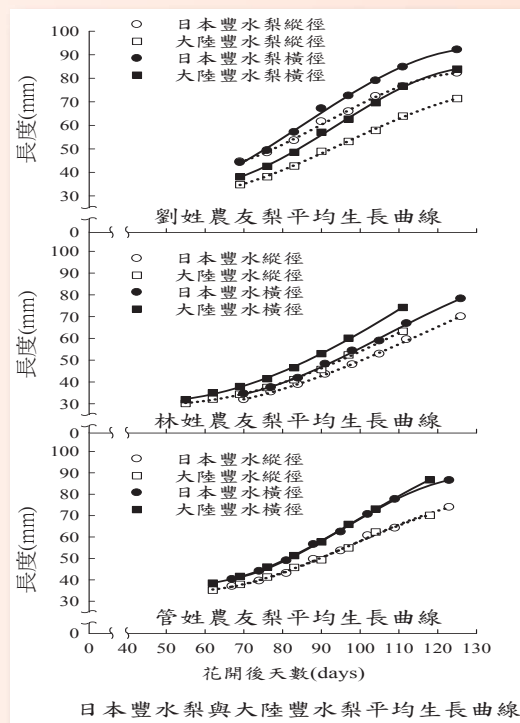 日本豐水梨縱徑
大陸豐水梨縱徑
日本豐水梨橫徑
大陸豐水梨橫徑
100
90
80
70
60
50
40
30
0
長度(mm)
劉姓農友梨平均生長曲線
日本豐水縱徑
大陸豐水縱徑
日本豐水橫徑
大陸豐水橫徑
100
90
80
70
60
50
40
30
0
長度(mm)
林姓農友梨平均生長曲線
日本豐水縱徑
大陸豐水縱徑
日本豐水橫徑
大陸豐水橫徑
100
90
80
70
60
50
40
30
0
長度(mm)
管姓農友梨平均生長曲線
0 40 50 60 70 80 90 100 110 120 130
花開後天數(days)
日本豐水梨與大陸豐水梨平均生長曲線